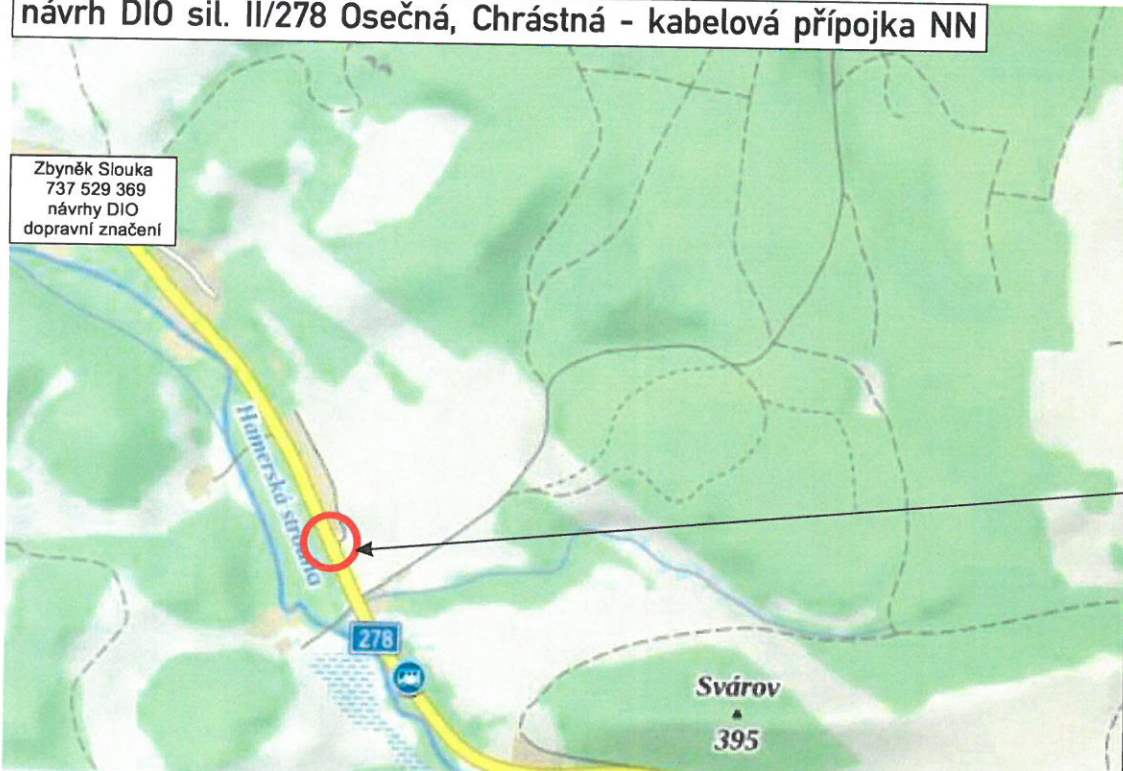 návrh DIO sil. II/278 Osečná, Chrástná - kabelová přípojka NN
Zbyněk Slouka
737 529 369
návrhy DIO
dopravní značení
Hamerská strouha
278
Svárov
395